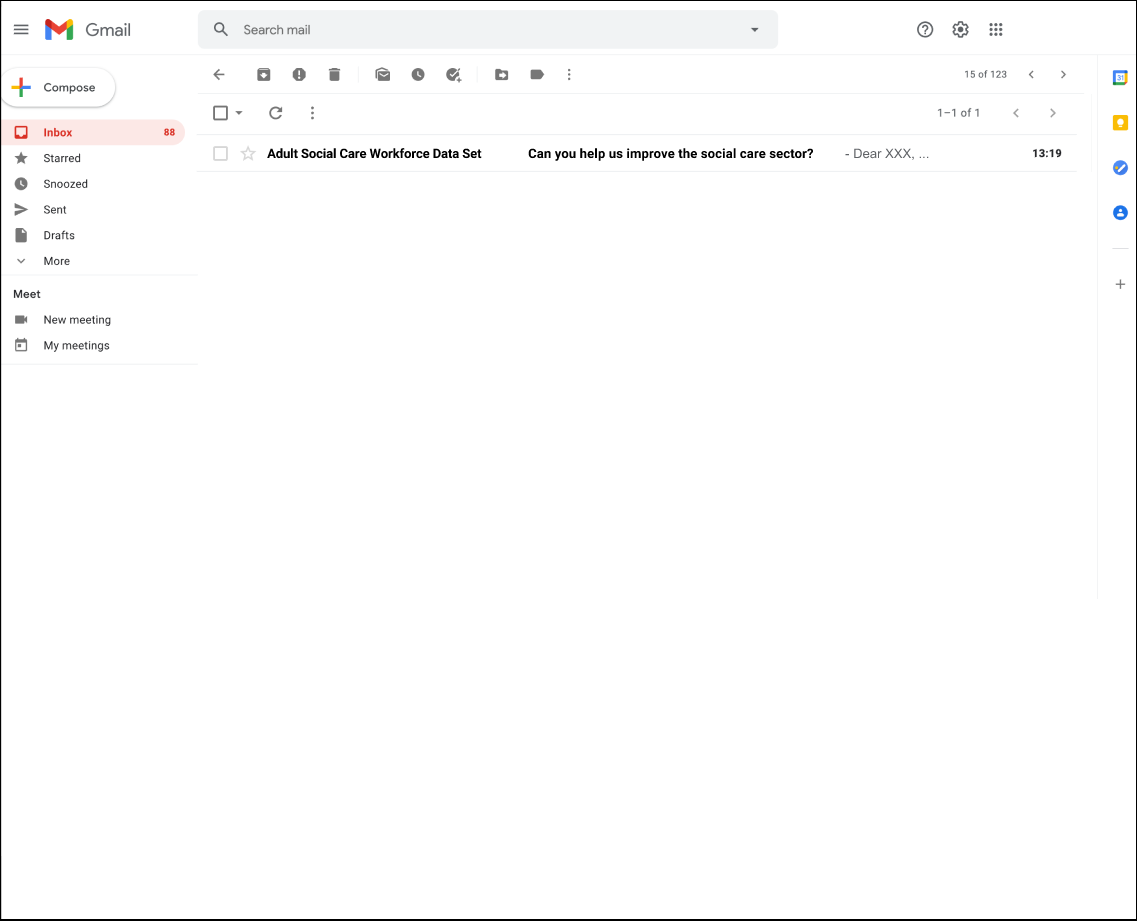 Gmail
Search mail
Compose
15 of 123
31
1–1 of 1
Inbox 88
Adult Social Care Workforce Data Set Can you help us improve the social care sector? - Dear XXX, ... 13:19
Starred
Snoozed
Sent
Drafts
More
Meet
New meeting
My meetings